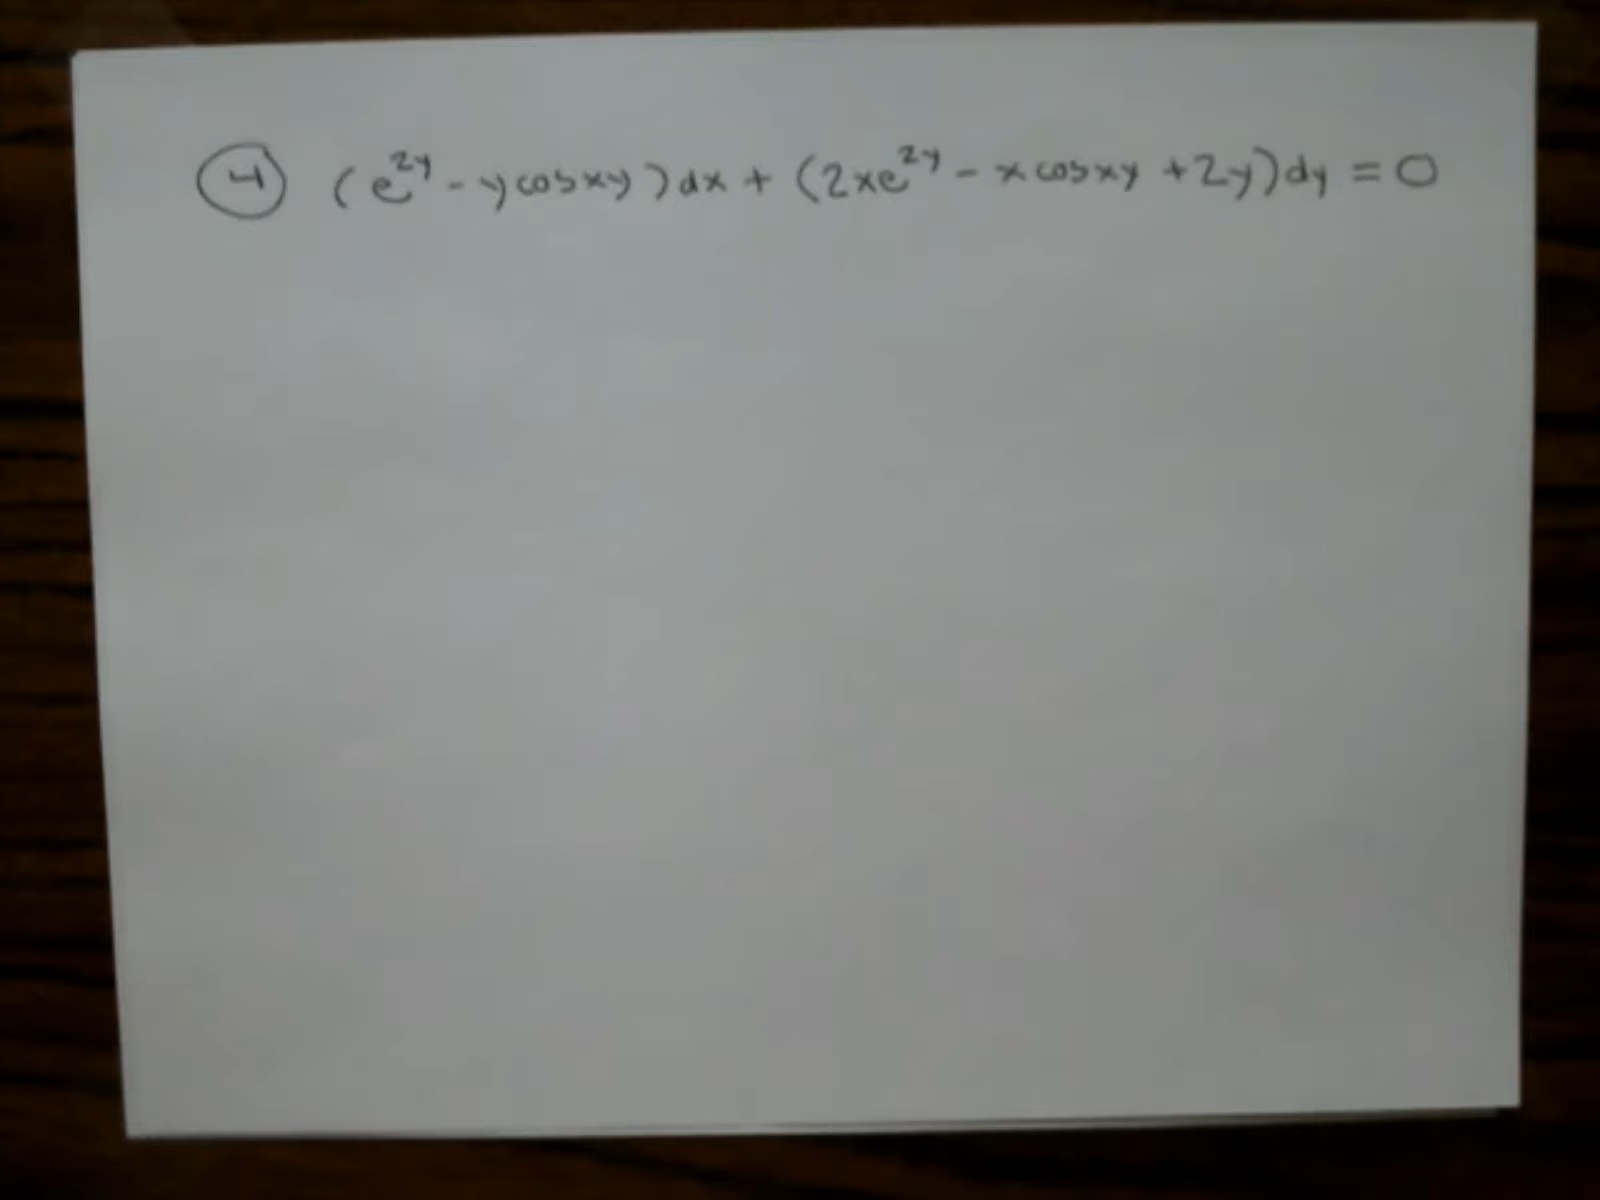 ④ (e^{2y} - y cos xy) dx + (2xe^{2y} - x cos xy + 2y) dy = 0